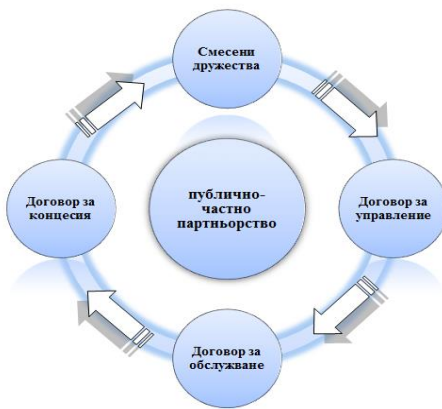 Смесени
дружества
Договор за
концесия
публично-
частно
партньорство
Договор за
управление
Договор за
обслужване